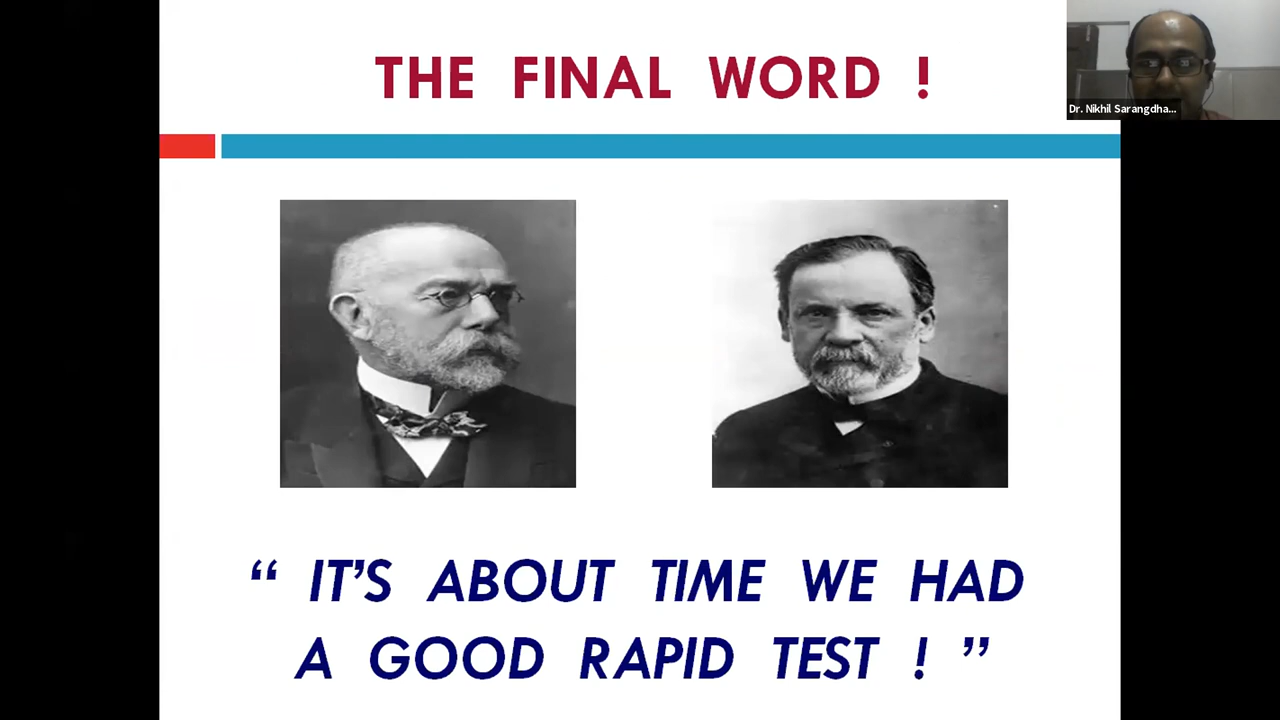 THE FINAL WORD !
Dr. Nikhil Sarangdha...
“ IT’S ABOUT TIME WE HAD
A GOOD RAPID TEST ! ”